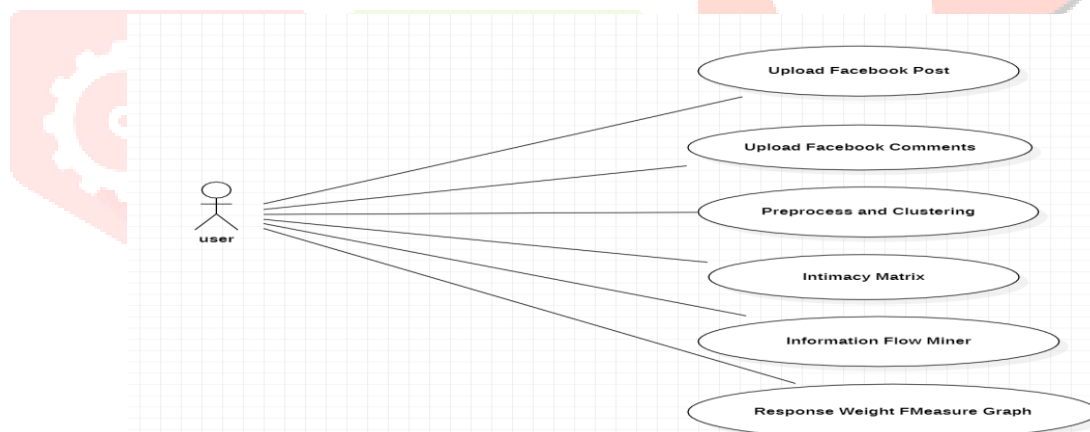 Upload Facebook Post
Upload Facebook Comments
Preprocess and Clustering
user
Intimacy Matrix
Information Flow Miner
Response Weight FMeasure Graph